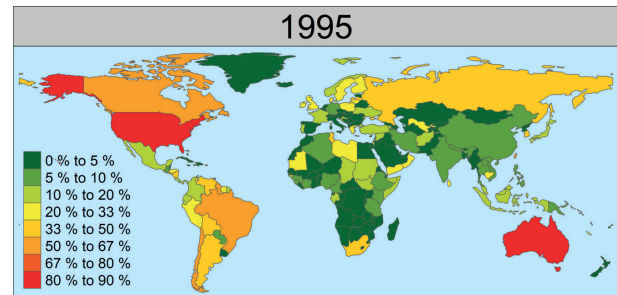 1995
0 % to 5 %
5 % to 10 %
10 % to 20 %
20 % to 33 %
33 % to 50 %
50 % to 67 %
67 % to 80 %
80 % to 90 %